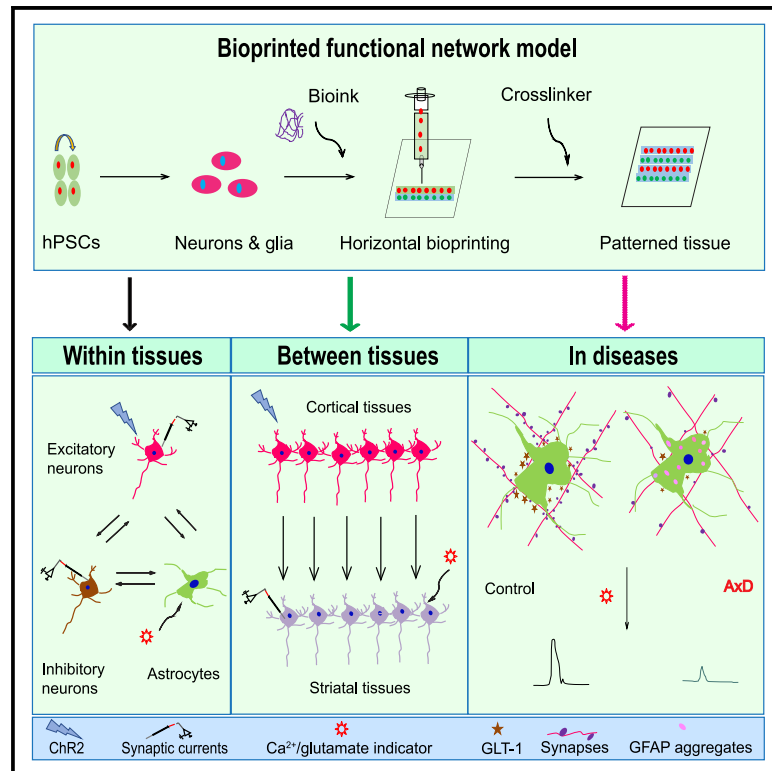 Bioprinted functional network model
Bioink
Crosslinker
hPSCs
Neurons & glia
Horizontal bioprinting
Patterned tissue
Within tissues
Between tissues
In diseases
Excitatory
neurons
Inhibitory
neurons
Astrocytes
Cortical tissues
Striatal tissues
Control
AxD
ChR2
Synaptic currents
Ca²⁺/glutamate indicator
GLT-1
Synapses
GFAP aggregates